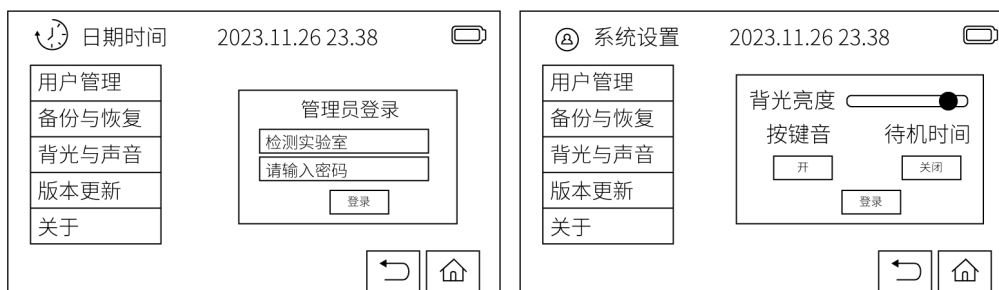 日期时间 2023.11.26 23.38
用户管理
备份与恢复
背光与声音
版本更新
关于
管理员登录
检测实验室
请输入密码
登录
系统设置 2023.11.26 23.38
用户管理
备份与恢复
背光与声音
版本更新
关于
背光亮度
按键音 待机时间
开 关闭
登录